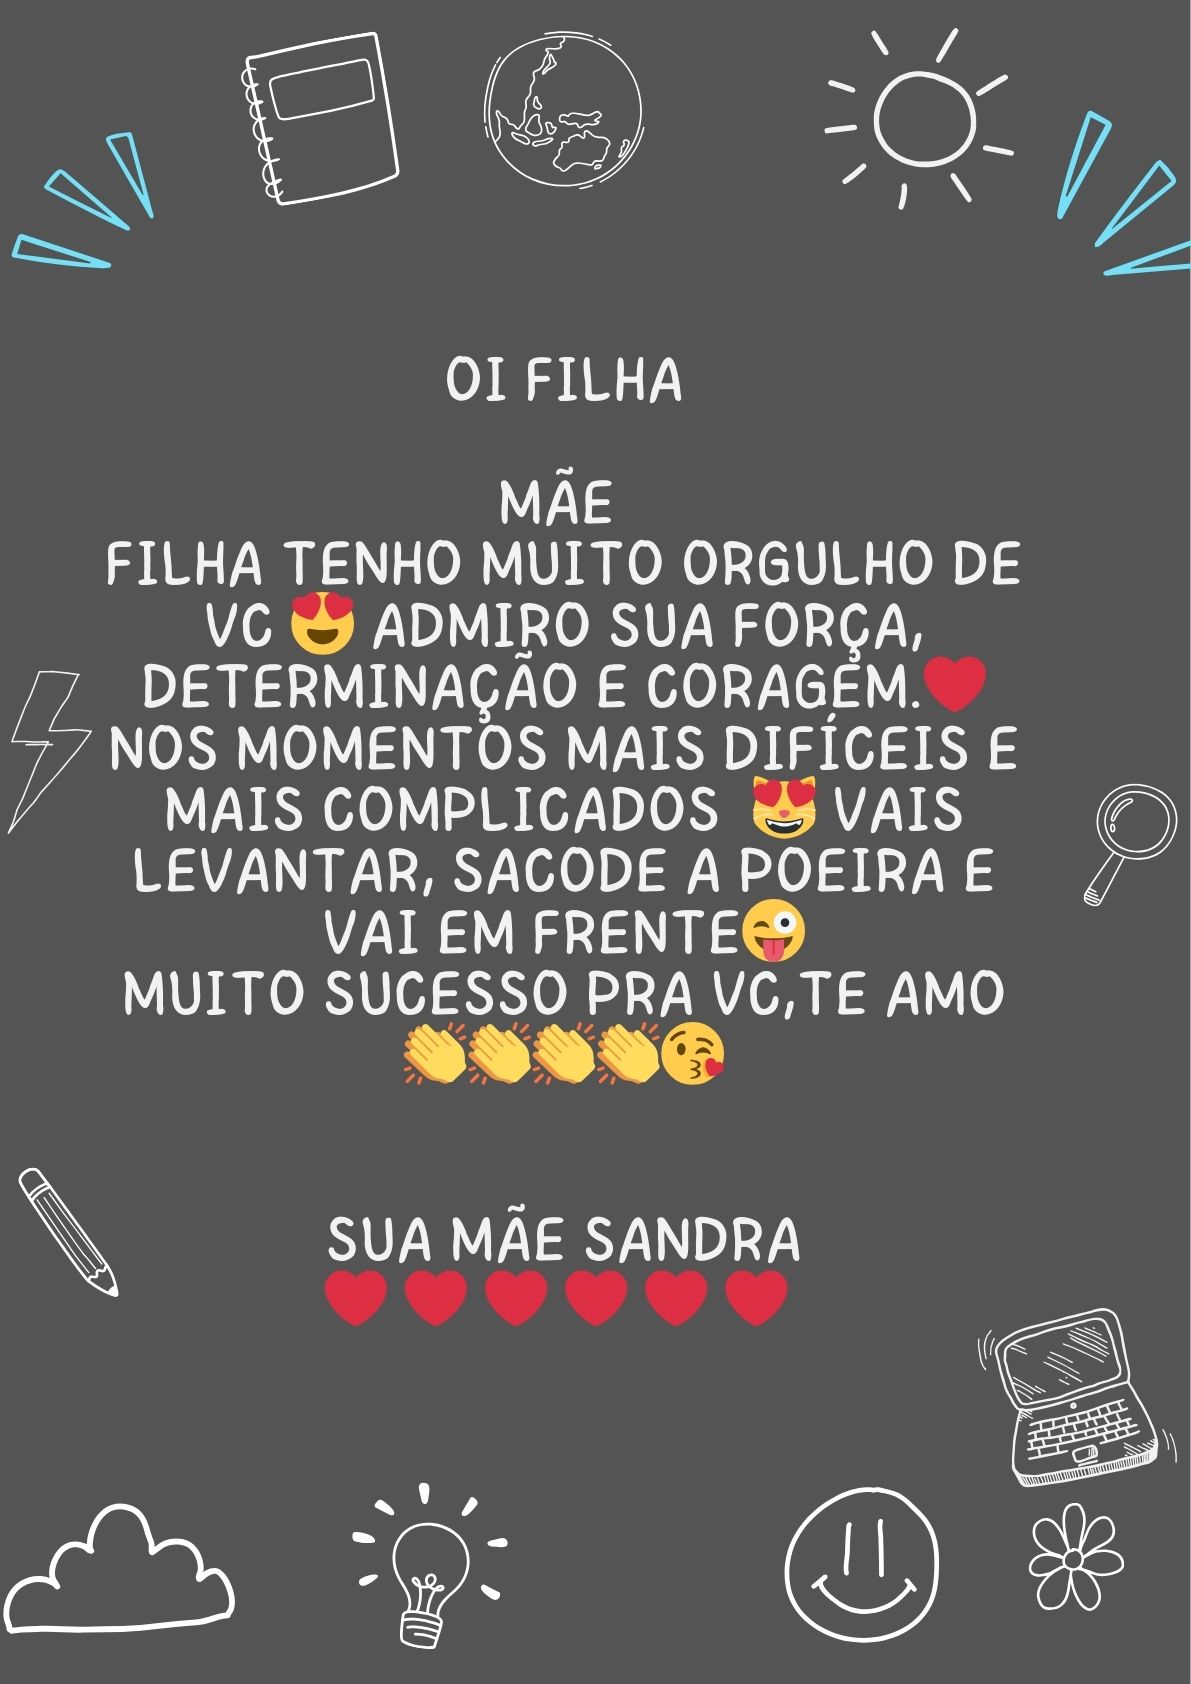 OI FILHA
MÃE
FILHA TENHO MUITO ORGULHO DE
VC 😍 ADMIRO SUA FORÇA,
DETERMINAÇÃO E CORAGEM.❤️
NOS MOMENTOS MAIS DIFÍCEIS E
MAIS COMPLICADOS 😻 VAIS
LEVANTAR, SACODE A POEIRA E
VAI EM FRENTE😜
MUITO SUCESSO PRA VC,TE AMO
👏👏👏👏😘
SUA MÃE SANDRA
❤️ ❤️ ❤️ ❤️ ❤️ ❤️